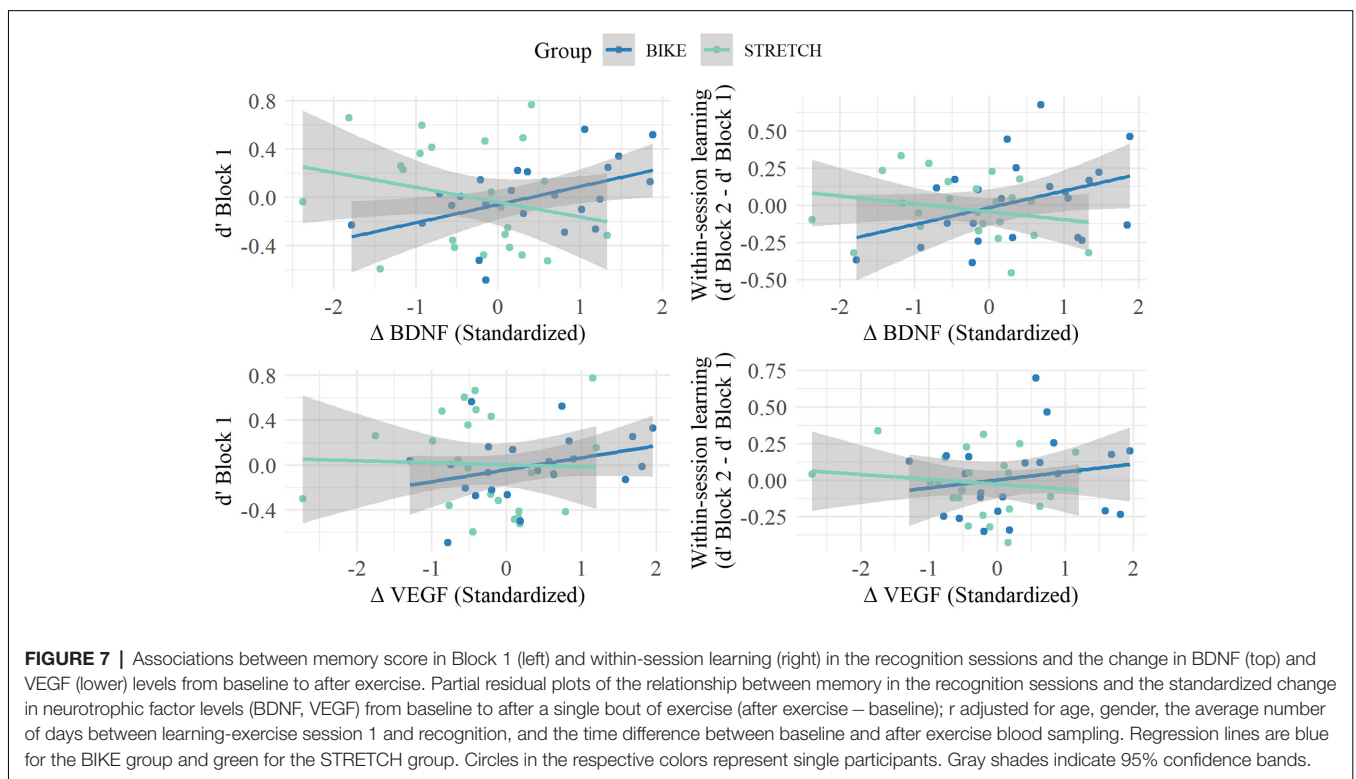 Group BIKE STRETCH
d' Block 1
0.8
0.4
0.0
-0.4
-2 -1 0 1 2
Δ BDNF (Standardized)
Within-session learning
(d' Block 2 - d' Block 1)
0.50
0.25
0.00
-0.25
-0.50
-2 -1 0 1 2
Δ BDNF (Standardized)
d' Block 1
0.8
0.4
0.0
-0.4
-2 -1 0 1 2
Δ VEGF (Standardized)
Within-session learning
(d' Block 2 - d' Block 1)
0.75
0.50
0.25
0.00
-0.25
-2 -1 0 1 2
Δ VEGF (Standardized)
FIGURE 7 | Associations between memory score in Block 1 (left) and within-session learning (right) in the recognition sessions and the change in BDNF (top) and
VEGF (lower) levels from baseline to after exercise. Partial residual plots of the relationship between memory in the recognition sessions and the standardized change
in neurotrophic factor levels (BDNF, VEGF) from baseline to after a single bout of exercise (after exercise – baseline); r adjusted for age, gender, the average number
of days between learning-exercise session 1 and recognition, and the time difference between baseline and after exercise blood sampling. Regression lines are blue
for the BIKE group and green for the STRETCH group. Circles in the respective colors represent single participants. Gray shades indicate 95% confidence bands.